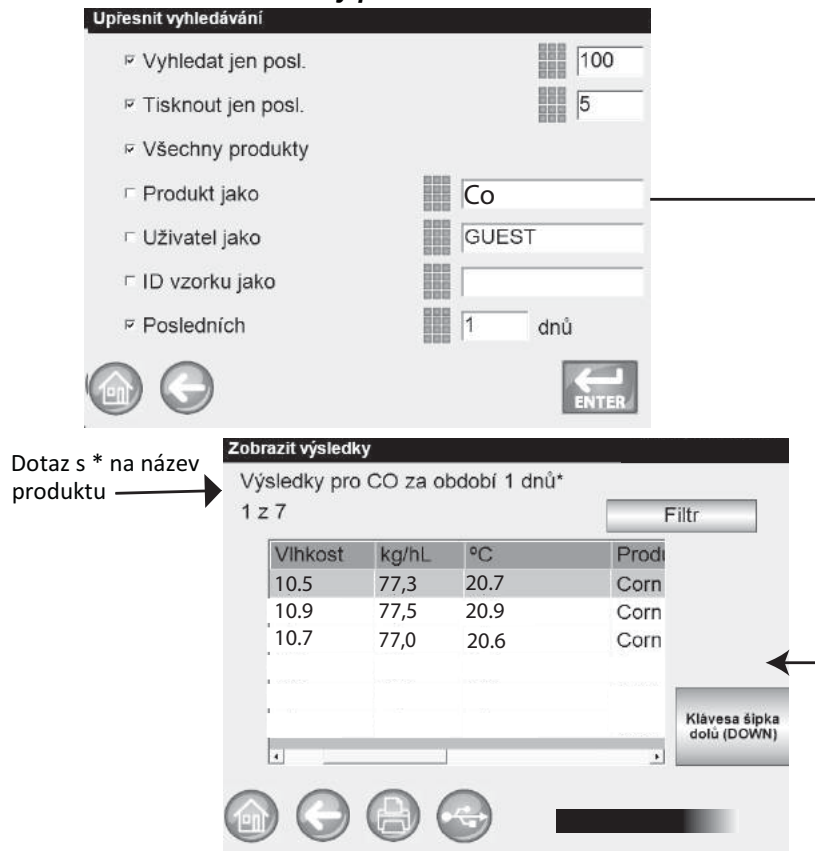 Upřesnit vyhledávání
Vyhledat jen posl. 100
Tisknout jen posl. 5
Všechny produkty
Produkt jako Co
Uživatel jako GUEST
ID vzorku jako
Posledních 1 dnů
ENTER
Dotaz s * na název
produktu
Zobrazit výsledky
Výsledky pro CO za období 1 dnů*
1 z 7
Filtr
Vlhkost kg/hL ºC Produ
10.5 77,3 20.7 Corn
10.9 77,5 20.9 Corn
10.7 77,0 20.6 Corn
Klávesa šipka
dolů (DOWN)